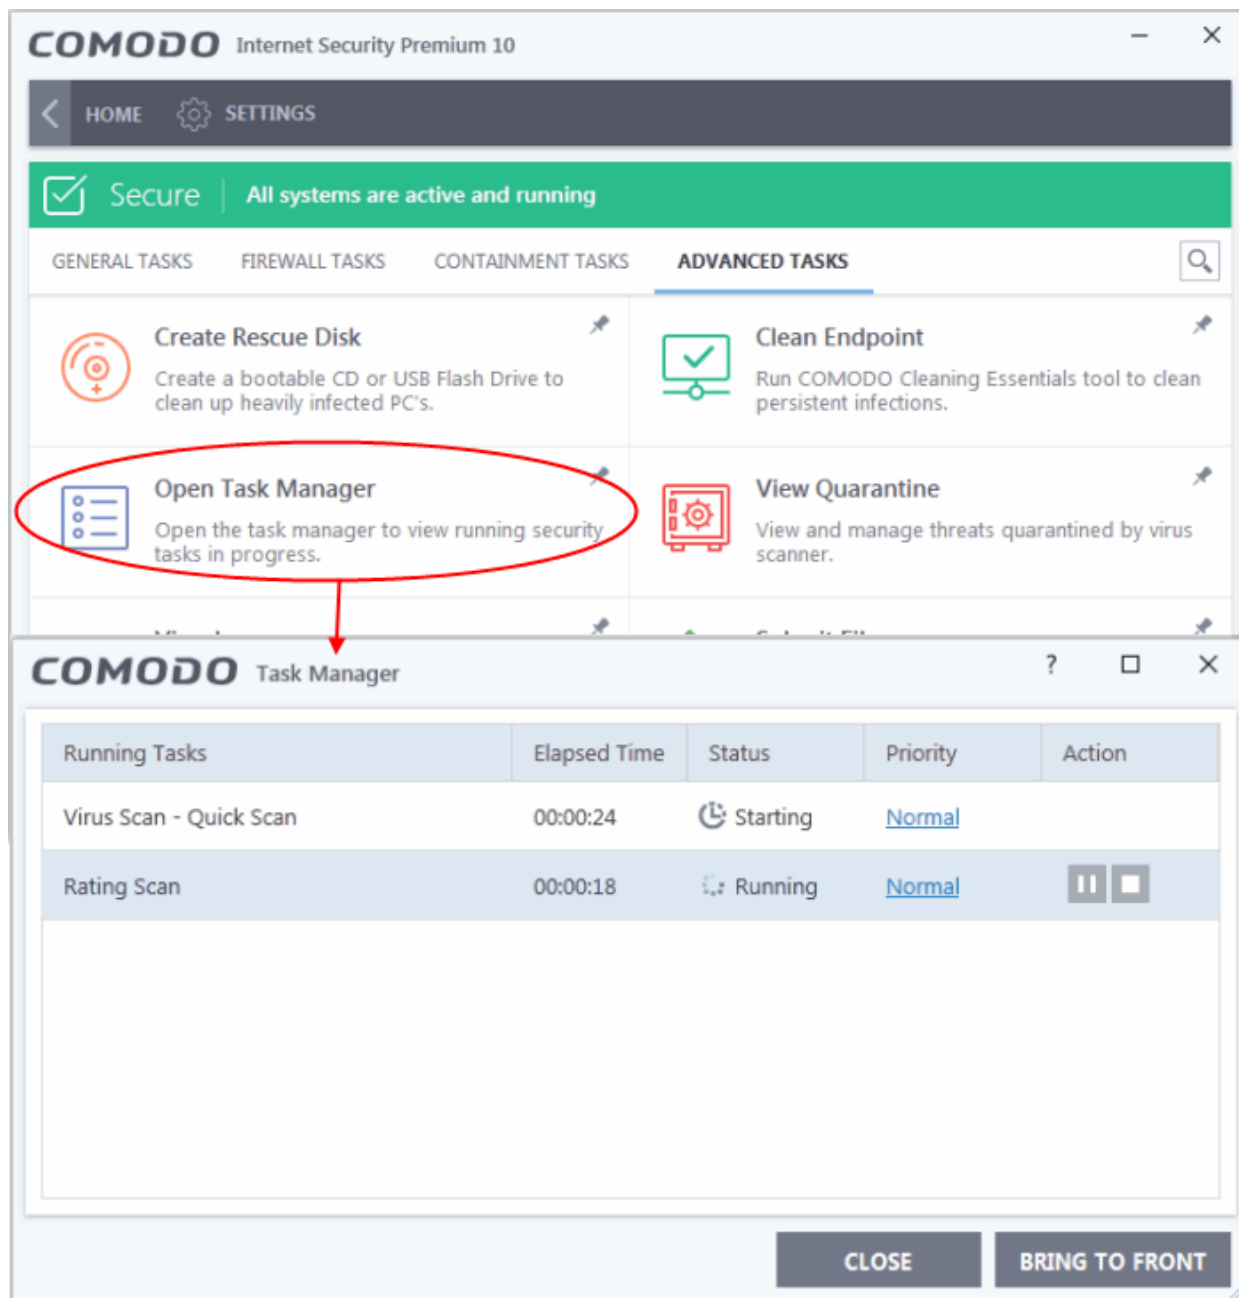 COMODO Internet Security Premium 10
HOME SETTINGS
Secure All systems are active and running
GENERAL TASKS FIREWALL TASKS CONTAINMENT TASKS ADVANCED TASKS
Create Rescue Disk
Create a bootable CD or USB Flash Drive to
clean up heavily infected PC's.
Clean Endpoint
Run COMODO Cleaning Essentials tool to clean
persistent infections.
Open Task Manager
Open the task manager to view running security
tasks in progress.
View Quarantine
View and manage threats quarantined by virus
scanner.
COMODO Task Manager ?
Running Tasks Elapsed Time Status Priority Action
Virus Scan - Quick Scan 00:00:24 Starting Normal
Rating Scan 00:00:18 Running Normal
CLOSE BRING TO FRONT